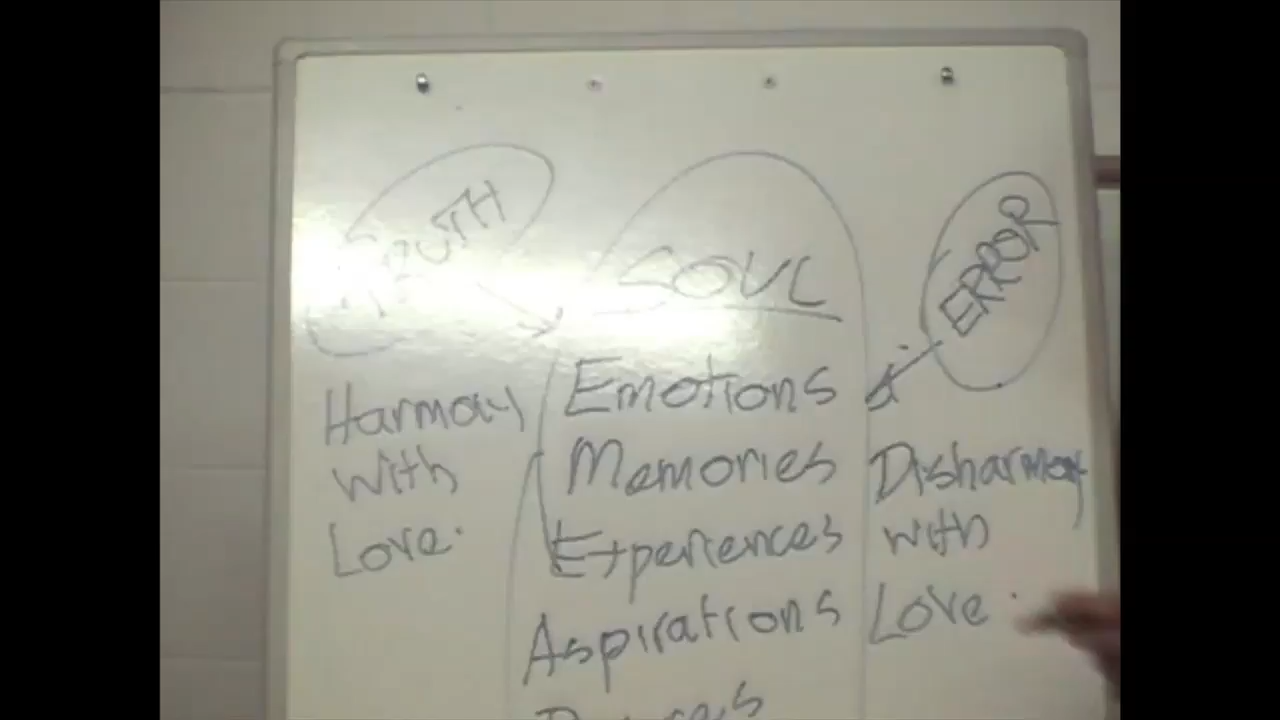 TRUTH
SOUL
ERROR
Harmony
with
Love.
Emotions
Memories
Experiences
Aspirations
Disharmony
with
Love.